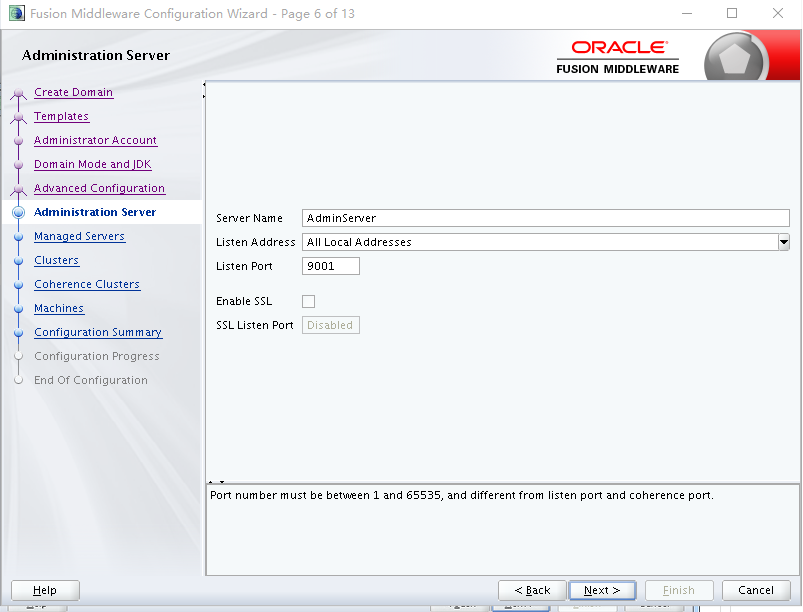 Fusion Middleware Configuration Wizard - Page 6 of 13
Administration Server
ORACLE
FUSION MIDDLEWARE
Create Domain
Templates
Administrator Account
Domain Mode and JDK
Advanced Configuration
Administration Server
Managed Servers
Clusters
Coherence Clusters
Machines
Configuration Summary
Configuration Progress
End Of Configuration
Server Name AdminServer
Listen Address All Local Addresses
Listen Port 9001
Enable SSL
SSL Listen Port Disabled
Port number must be between 1 and 65535, and different from listen port and coherence port.
Help < Back Next > Finish Cancel